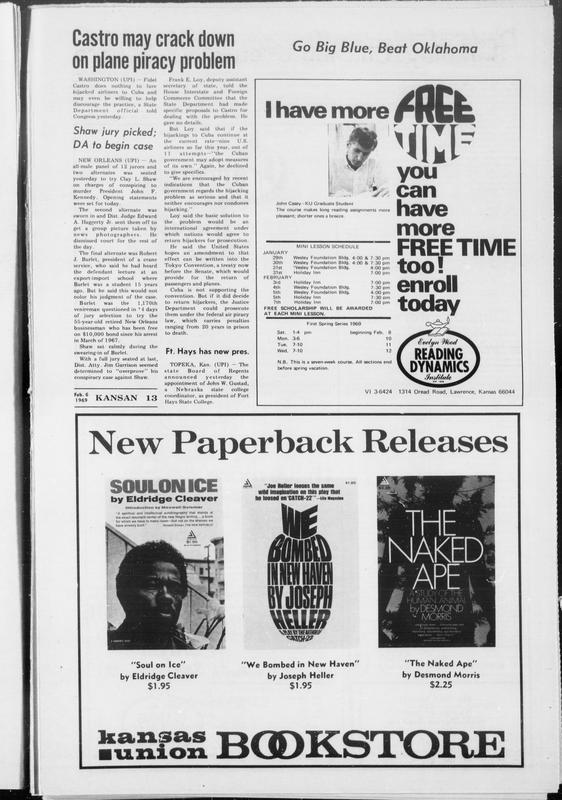 Castro may crack down
on plane piracy problem
WASHINGTON (UPI) — Fidel
Castro does nothing to lure
hijacked airliners to Cuba and
may even be willing to help
discourage the practice, a State
Department official told
Congress yesterday.
Frank E. Loy, deputy assistant
secretary of state, told the
House Interstate and Foreign
Commerce Committee that the
State Department had made
specific proposals to Castro for
dealing with the problem. He
gave no details.
But Loy said that if the
hijackings to Cuba continue at
the current rate—nine U.S.
airliners so far this year, out of
11 attempts—"the Cuban
government may adopt measures
of its own." Again, he declined
to give specifics.
"We are encouraged by recent
indications that the Cuban
government regards the hijacking
problem as serious and that it
neither encourages nor condones
hijacking."
Loy said the basic solution to
the problem would be an
international agreement under
which nations would agree to
return hijackers for prosecution.
He said the United States
hopes an amendment to that
effect can be written into the
Tokyo convention, a treaty now
before the Senate, which would
provide for the return of
passengers and planes.
Cuba is not supporting the
convention. But if it did decide
to return hijackers, the Justice
Department could prosecute
them under the federal air piracy
law, which carries penalties
ranging from 20 years in prison
to death.
Shaw jury picked;
DA to begin case
NEW ORLEANS (UPI) — An
all-male panel of 12 jurors and
two alternates was seated
yesterday to try Clay L. Shaw
on charges of conspiring to
murder President John F.
Kennedy. Opening statements
were set for today.
The second alternate was
sworn in and Dist. Judge Edward
A. Haggerty Jr. sent them off to
get a group picture taken by
news photographers. He
dismissed court for the rest of
the day.
The final alternate was Robert
J. Burlet, president of a crane
service, who said he had heard
the defendant lecture at an
export-import school where
Burlet was a student 15 years
ago. But he said this would not
color his judgment of the case.
Burlet was the 1,170th
venireman questioned in
days of jury selection to try the
55-year-old retired New Orleans
businessman who has been free
on $10,000 bond since his arrest
in March of 1967.
Shaw sat calmly during the
swearing-in of Burlet.
With a full jury seated at last,
Dist. Atty. Jim Garrison seemed
determined to "overprove" his
conspiracy case against Shaw.
Ft. Hays has new pres.
TOPEKA, Kan. (UPI) — The
state Board of Regents
announced yesterday the
appointment of John W. Gustad,
a Nebraska state college
coordinator, as president of Fort
Hays State College.
Feb. 6
1969 KANSAN 13
Go Big Blue, Beat Oklahoma
I have more FREE
TIME
you
can
have
more
FREE TIME
too!
enroll
today
John Casey - KU Graduate Student
The course makes long reading assignments more
pleasant; shorter ones a breeze.
MINI LESSON SCHEDULE
JANUARY
29th Wesley Foundation Bldg. 4:00 & 7:30 pm
30th Wesley Foundation Bldg. 4:00 & 7:30 pm
31st Wesley Foundation Bldg. 4:00 pm
31st Holiday Inn 7:00 pm
FEBRUARY
3rd Holiday Inn 7:00 pm
4th Wesley Foundation Bldg. 7:30 pm
5th Wesley Foundation Bldg. 4:00 pm
5th Holiday Inn 7:30 pm
7th Holiday Inn 7:00 pm
FREE SCHOLARSHIP WILL BE AWARDED
AT EACH MINI LESSON.
First Spring Series 1969
Sat. 1-4 pm beginning Feb. 8
Mon. 3-6 10
Tue. 7-10 11
Wed. 7-10 12
N.B. This is a seven-week course. All sections end
before spring vacation.
Evelyn Wood
READING
DYNAMICS
Institute
VI 3-6424 1314 Oread Road, Lawrence, Kansas 66044
New Paperback Releases
SOUL ON ICE
by Eldridge Cleaver
Introduction by Maxwell Geismar
"Joe Heller looses the same
wild imagination on this play that
he loosed on 'CATCH-22'" —Life Magazine
$1.95
WE
BOMBED
IN NEW HAVEN
BY JOSEPH
HELLER
A PLAY BY THE AUTHOR OF
CATCH-22
THE
NAKED
APE
A STUDY OF THE
HUMAN ANIMAL
by DESMOND
MORRIS
"Soul on Ice"
by Eldridge Cleaver
$1.95
"We Bombed in New Haven"
by Joseph Heller
$1.95
"The Naked Ape"
by Desmond Morris
$2.25
kansas
union BOOKSTORE